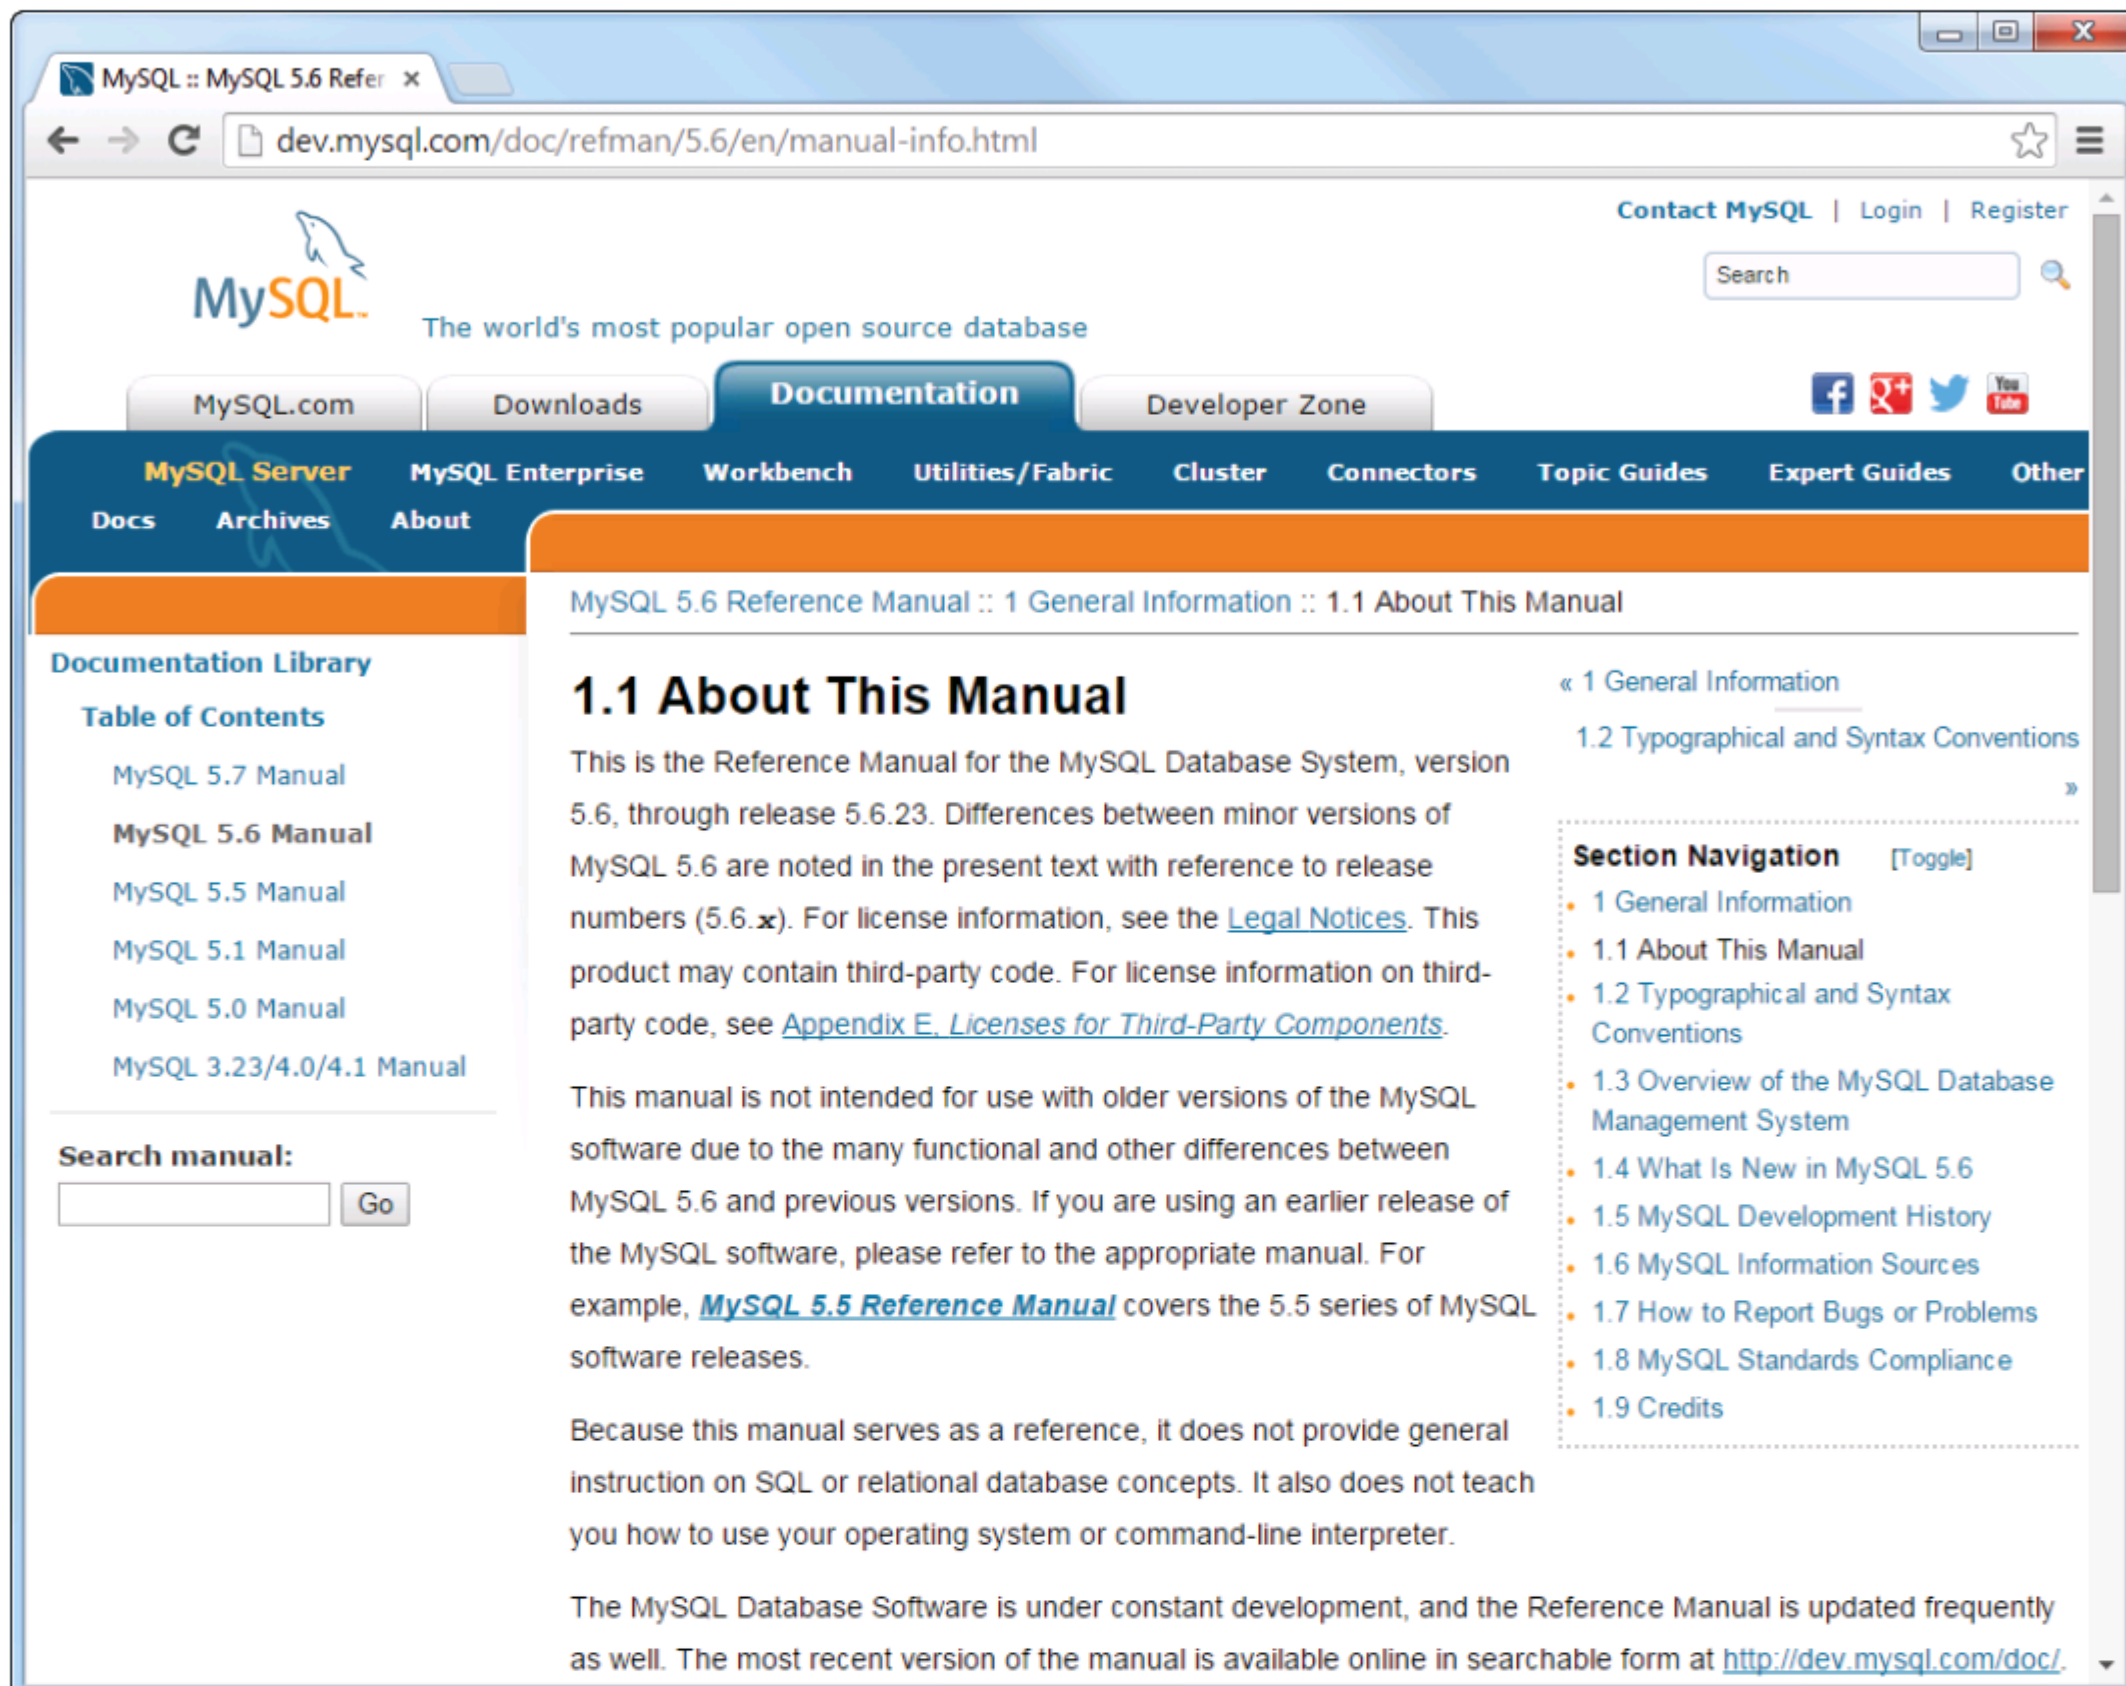 MySQL :: MySQL 5.6 Refer
dev.mysql.com/doc/refman/5.6/en/manual-info.html
Contact MySQL | Login | Register
Search
MySQL™
The world's most popular open source database
MySQL.com
Downloads
Documentation
Developer Zone
You Tube
MySQL Server MySQL Enterprise Workbench Utilities/Fabric Cluster Connectors Topic Guides Expert Guides Other
Docs Archives About
MySQL 5.6 Reference Manual :: 1 General Information :: 1.1 About This Manual
Documentation Library
Table of Contents
MySQL 5.7 Manual
MySQL 5.6 Manual
MySQL 5.5 Manual
MySQL 5.1 Manual
MySQL 5.0 Manual
MySQL 3.23/4.0/4.1 Manual
Search manual:
Go
1.1 About This Manual
This is the Reference Manual for the MySQL Database System, version
5.6, through release 5.6.23. Differences between minor versions of
MySQL 5.6 are noted in the present text with reference to release
numbers (5.6.x). For license information, see the Legal Notices. This
product may contain third-party code. For license information on third-
party code, see Appendix E, Licenses for Third-Party Components.
This manual is not intended for use with older versions of the MySQL
software due to the many functional and other differences between
MySQL 5.6 and previous versions. If you are using an earlier release of
the MySQL software, please refer to the appropriate manual. For
example, MySQL 5.5 Reference Manual covers the 5.5 series of MySQL
software releases.
Because this manual serves as a reference, it does not provide general
instruction on SQL or relational database concepts. It also does not teach
you how to use your operating system or command-line interpreter.
The MySQL Database Software is under constant development, and the Reference Manual is updated frequently
as well. The most recent version of the manual is available online in searchable form at http://dev.mysql.com/doc/.
« 1 General Information
1.2 Typographical and Syntax Conventions
»
Section Navigation [Toggle]
1 General Information
1.1 About This Manual
1.2 Typographical and Syntax
Conventions
1.3 Overview of the MySQL Database
Management System
1.4 What Is New in MySQL 5.6
1.5 MySQL Development History
1.6 MySQL Information Sources
1.7 How to Report Bugs or Problems
1.8 MySQL Standards Compliance
1.9 Credits